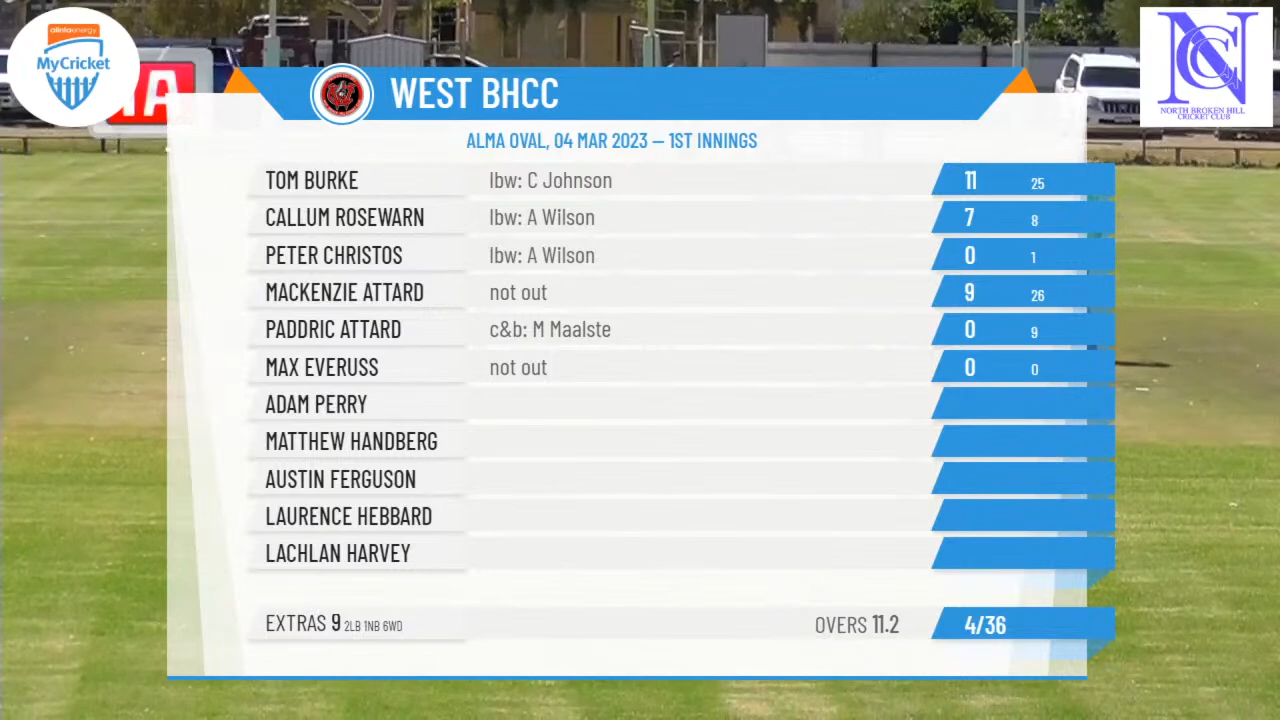 alintaenergy
MyCricket
WEST BHCC
NORTH BROKEN HILL
CRICKET CLUB
ALMA OVAL, 04 MAR 2023 – 1ST INNINGS
TOM BURKE lbw: C Johnson 11 25
CALLUM ROSEWARN lbw: A Wilson 7 8
PETER CHRISTOS lbw: A Wilson 0 1
MACKENZIE ATTARD not out 9 26
PADDRIC ATTARD c&b: M Maalste 0 9
MAX EVERUSS not out 0 0
ADAM PERRY
MATTHEW HANDBERG
AUSTIN FERGUSON
LAURENCE HEBBARD
LACHLAN HARVEY
EXTRAS 9 2LB 1NB 6WD OVERS 11.2 4/36